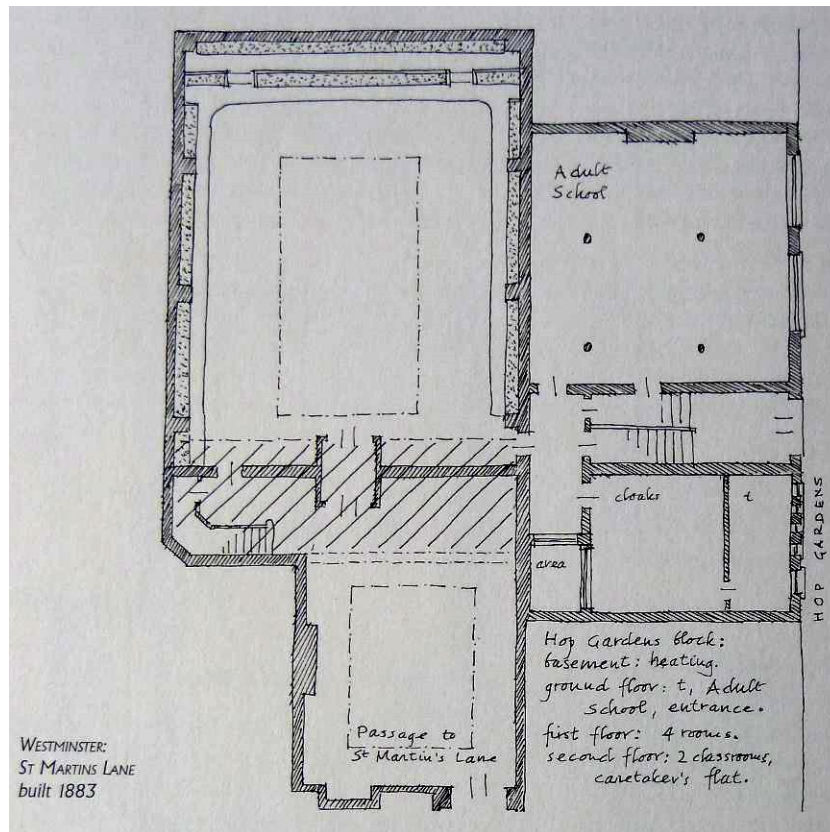 Adult
School
cloaks
t
area
HOP GARDENS
Hop Gardens block:
basement: heating.
ground floor: t, Adult
School, entrance.
first floor: 4 rooms.
second floor: 2 classrooms,
caretaker's flat.
Passage to
St Martin's Lane
WESTMINSTER:
ST MARTINS LANE
built 1883